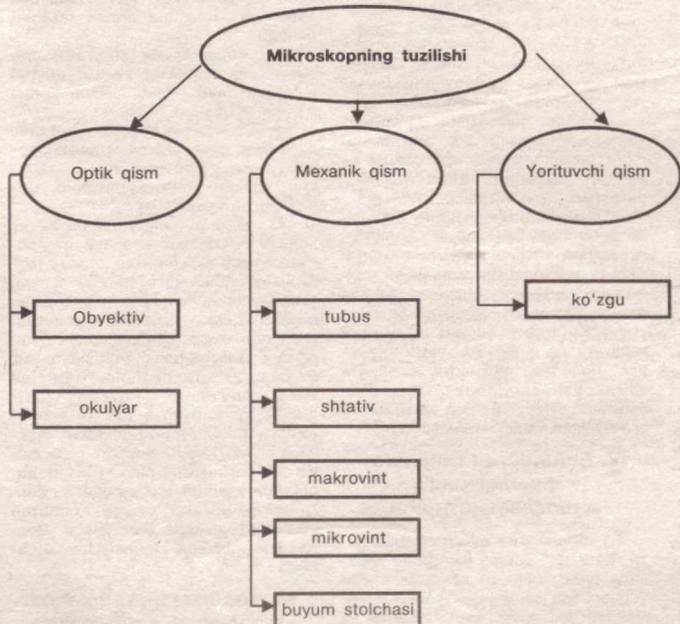 Mikroskopning tuzilishi
Optik qism
Mexanik qism
Yorituvchi qism
Obyektiv
okulyar
tubus
shtativ
makrovint
mikrovint
buyum stolchasi
ko'zgu